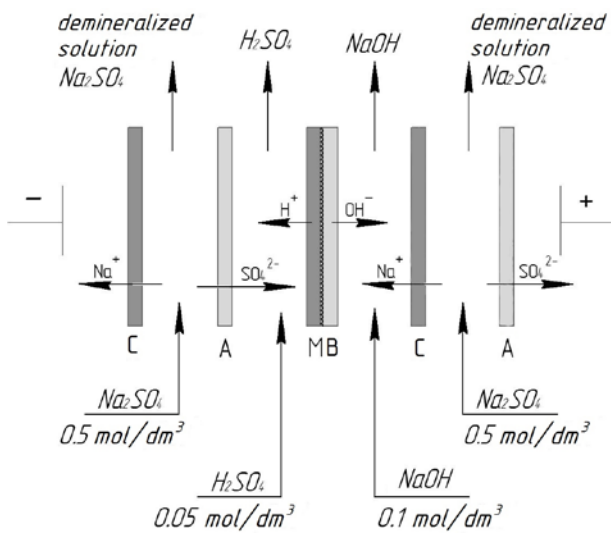 demineralized
solution
Na₂SO₄
H₂SO₄
NaOH
demineralized
solution
Na₂SO₄
−
+
H⁺
OH⁻
Na⁺
SO₄²⁻
Na⁺
SO₄²⁻
C
A
MB
C
A
Na₂SO₄
0.5 mol/dm³
Na₂SO₄
0.5 mol/dm³
H₂SO₄
0.05 mol/dm³
NaOH
0.1 mol/dm³